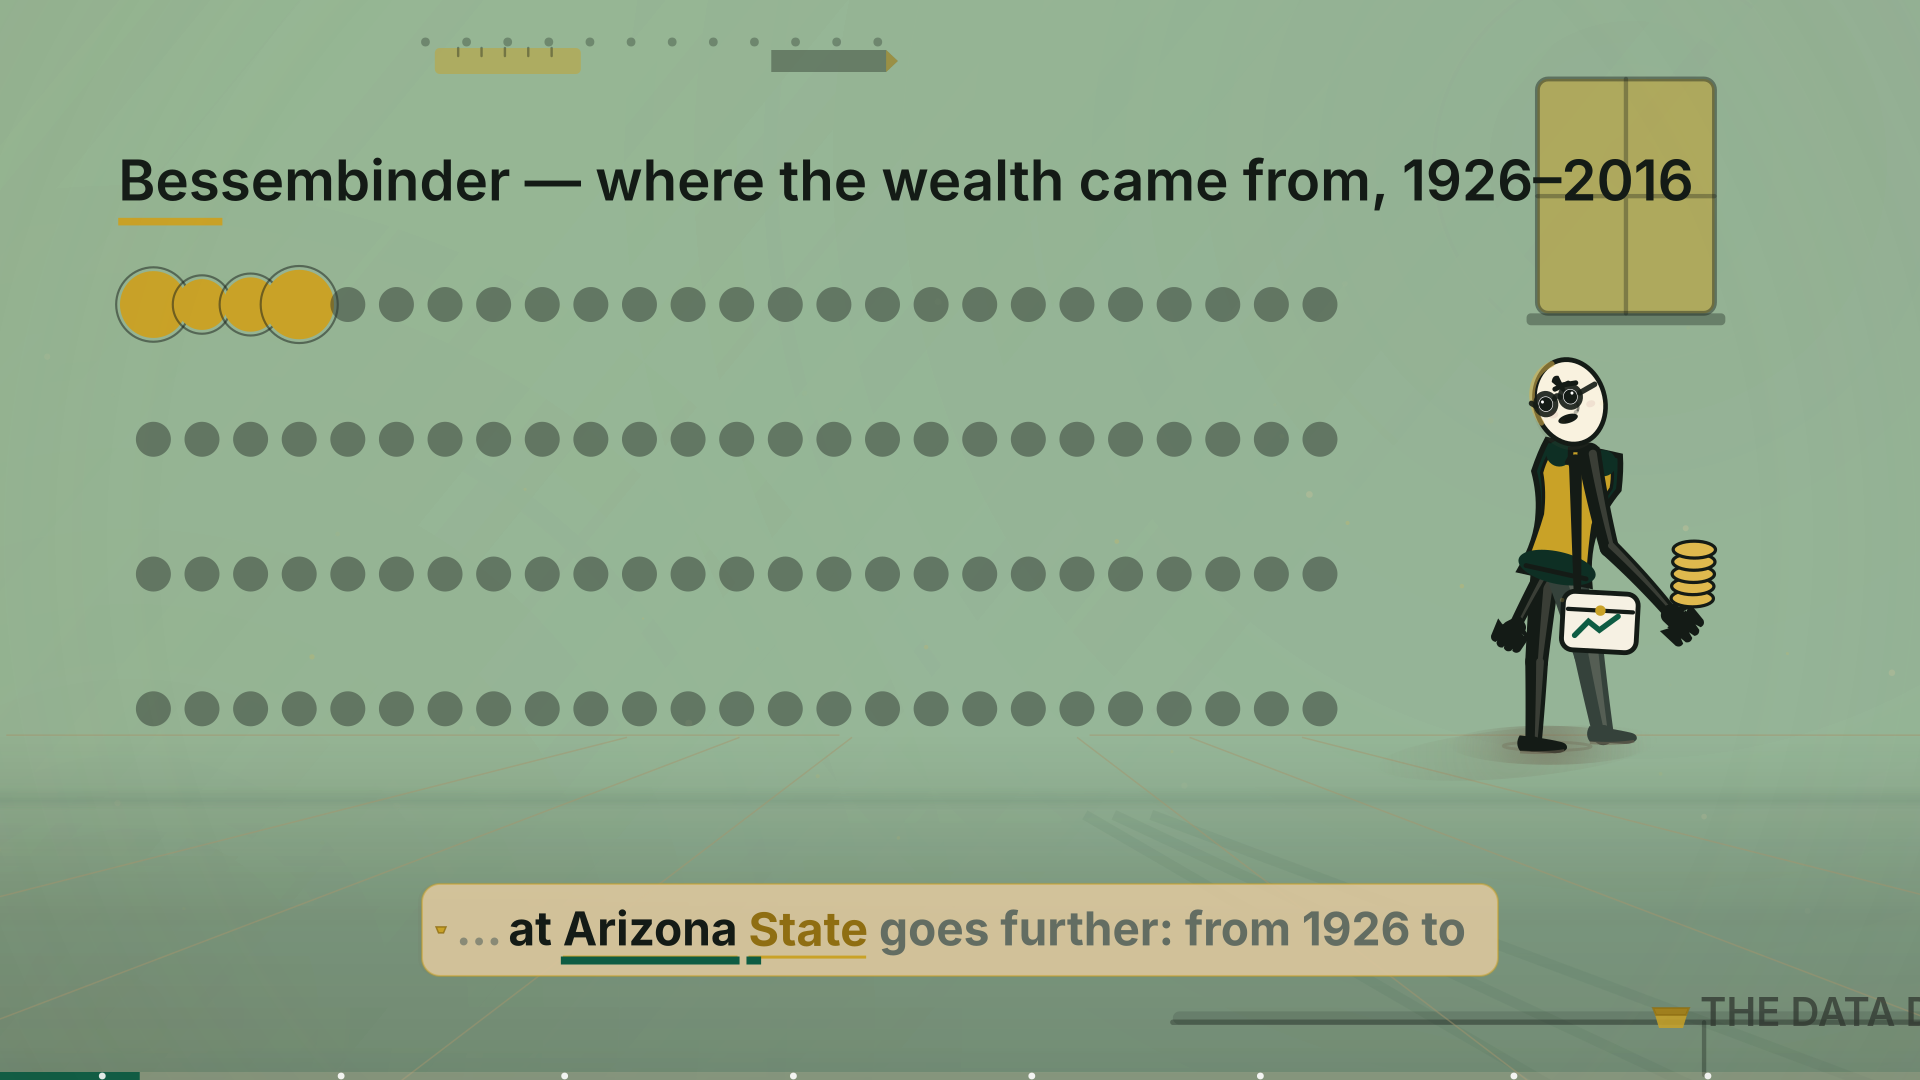 Bessembinder — where the wealth came from, 1926–2016
... at Arizona State goes further: from 1926 to
THE DATA D